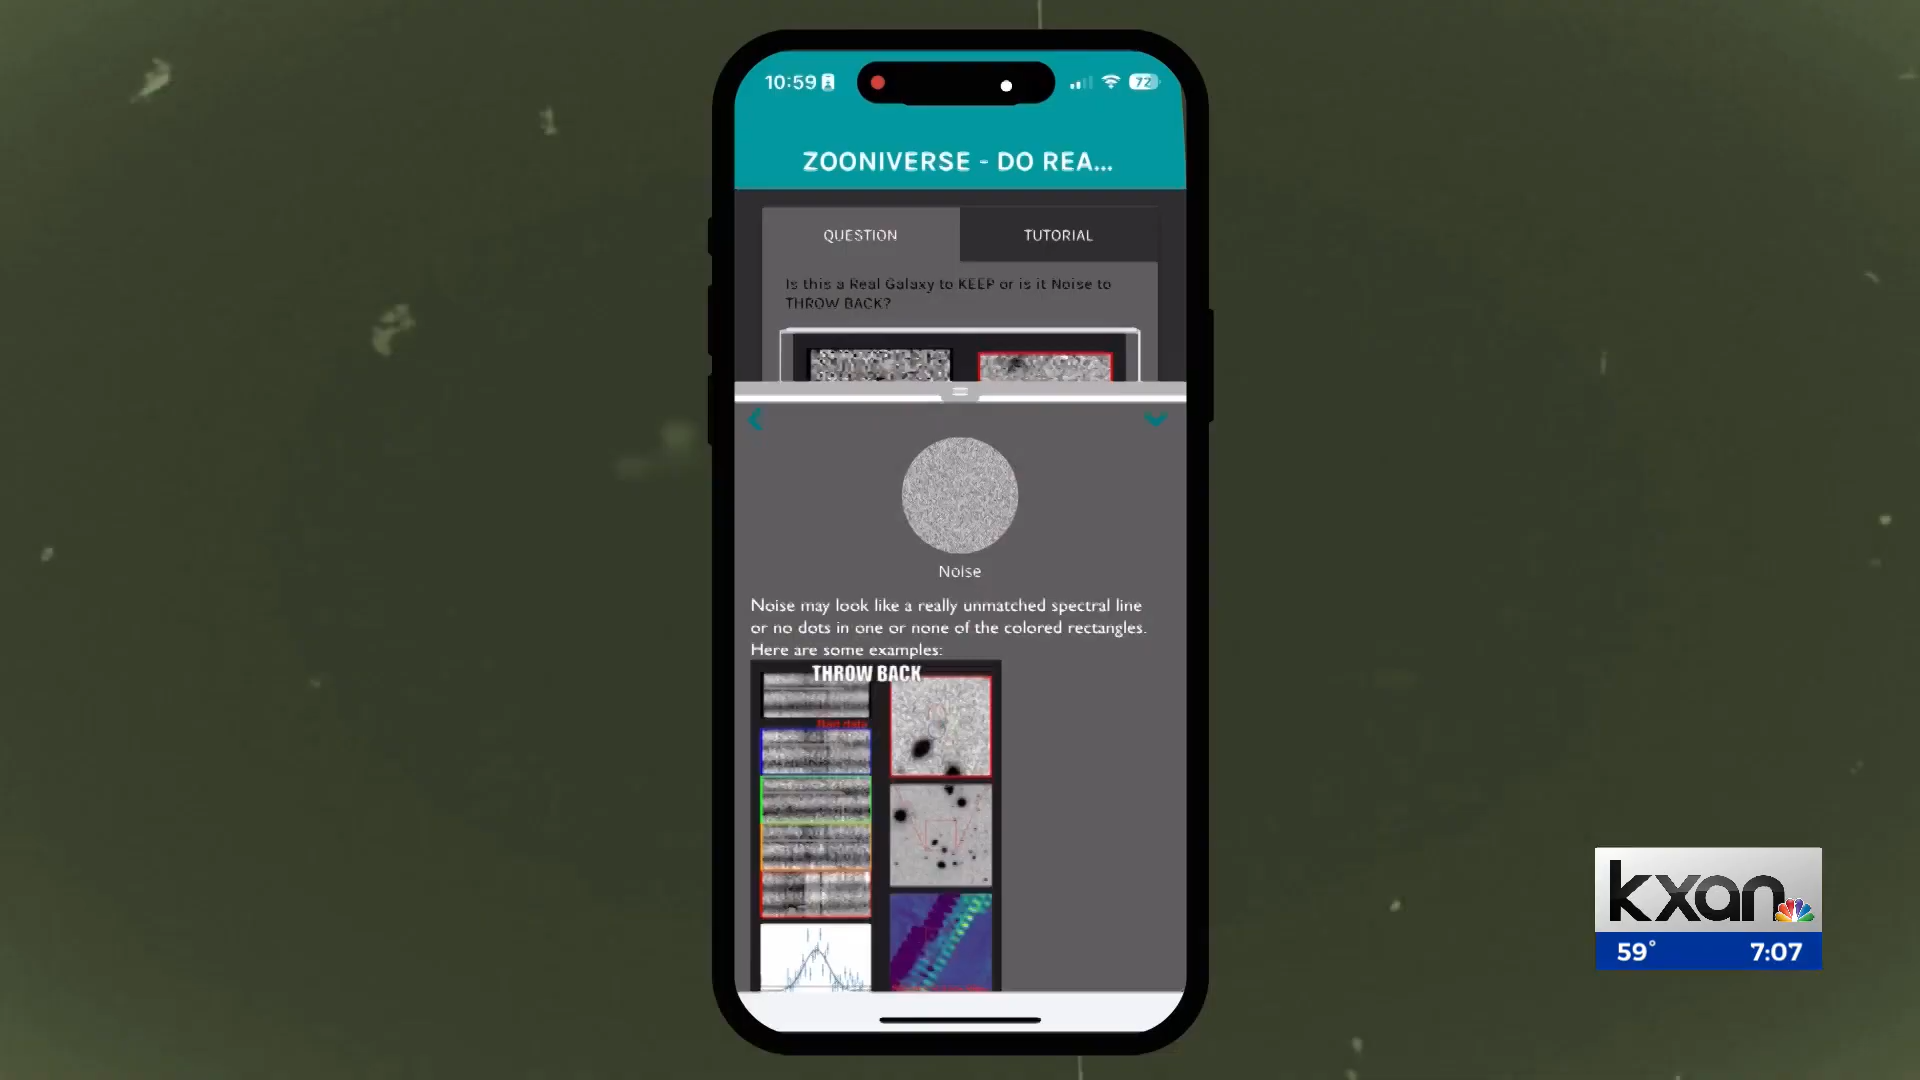 10:59
72
ZOONIVERSE - DO REA...
QUESTION
TUTORIAL
Is this a Real Galaxy to KEEP or is it Noise to
THROW BACK?
Noise
Noise may look like a really unmatched spectral line
or no dots in one or none of the colored rectangles.
Here are some examples:
THROW BACK
Bad data
kxan
59° 7:07